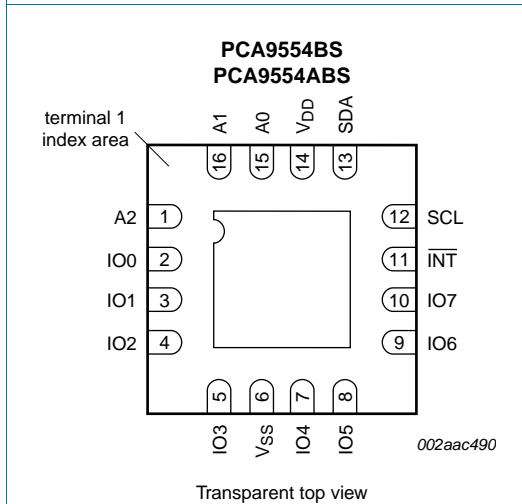 PCA9554BS
PCA9554ABS
terminal 1
index area
A1 A0 VDD SDA
16 15 14 13
A2 1 12 SCL
IO0 2 11 INT
IO1 3 10 IO7
IO2 4 9 IO6
5 6 7 8
IO3 VSS IO4 IO5
002aac490
Transparent top view